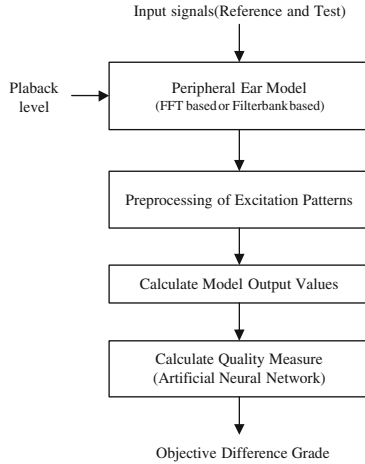 Input signals(Reference and Test)
Plaback
level
Peripheral Ear Model
(FFT based or Filterbank based)
Preprocessing of Excitation Patterns
Calculate Model Output Values
Calculate Quality Measure
(Artificial Neural Network)
Objective Difference Grade